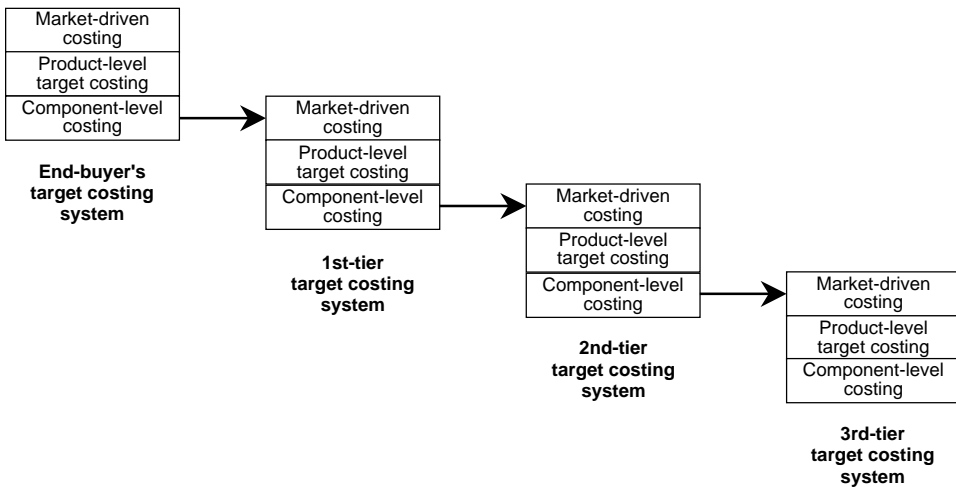 Market-driven
costing
Product-level
target costing
Component-level
costing
End-buyer's
target costing
system
Market-driven
costing
Product-level
target costing
Component-level
costing
1st-tier
target costing
system
Market-driven
costing
Product-level
target costing
Component-level
costing
2nd-tier
target costing
system
Market-driven
costing
Product-level
target costing
Component-level
costing
3rd-tier
target costing
system